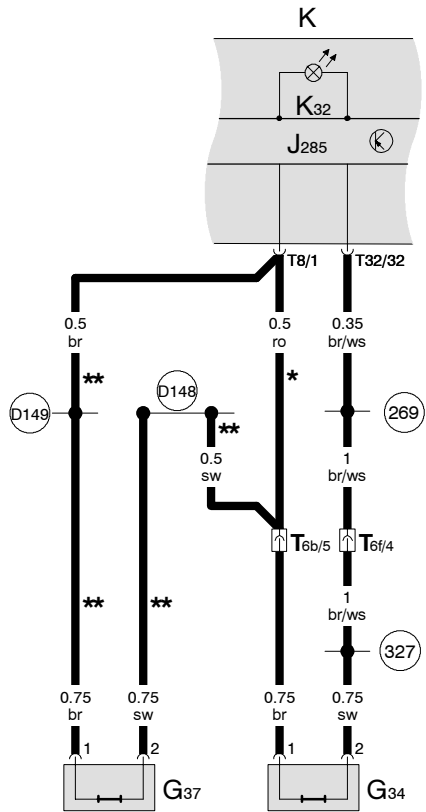 K
K32
J285
T8/1 T32/32
0.5 0.5 0.35
br ro br/ws
** *
D149 D148 ** 269
0.5 1
sw br/ws
T6b/5 T6f/4
** ** 1
br/ws
327
0.75 0.75 0.75 0.75
br sw br sw
1 2 1 2
G37 G34